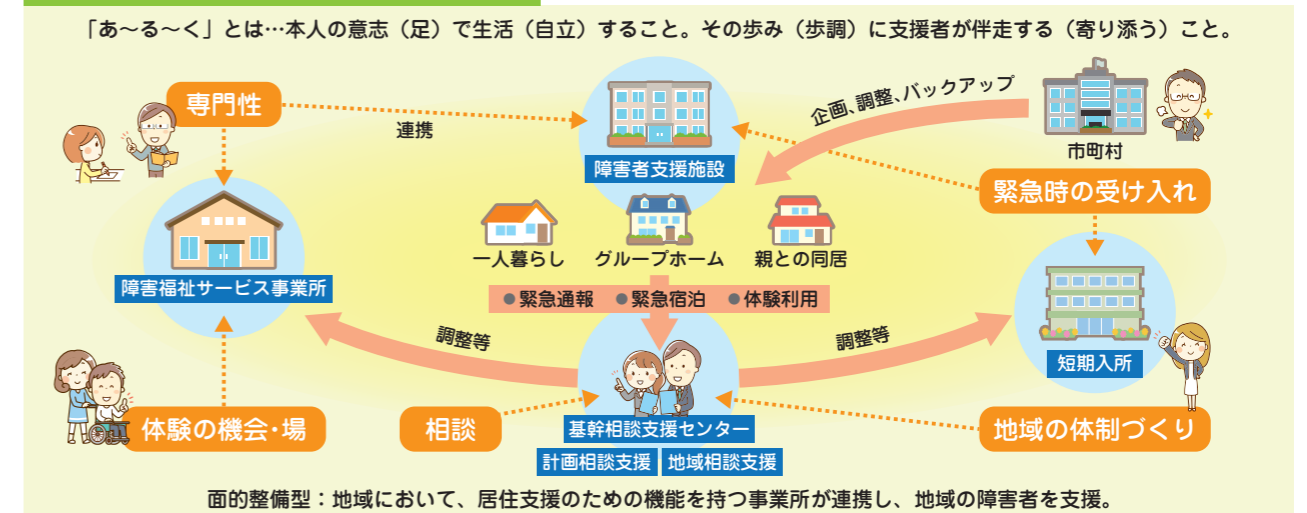 「あ〜る〜く」とは…本人の意志（足）で生活（自立）すること。その歩み（歩調）に支援者が伴走する（寄り添う）こと。
専門性
連携
障害者支援施設
企画、調整、バックアップ
市町村
緊急時の受け入れ
一人暮らし
グループホーム
親との同居
障害福祉サービス事業所
●緊急通報 ●緊急宿泊 ●体験利用
調整等
調整等
短期入所
体験の機会・場
相談
基幹相談支援センター
計画相談支援
地域相談支援
地域の体制づくり
面的整備型：地域において、居住支援のための機能を持つ事業所が連携し、地域の障害者を支援。